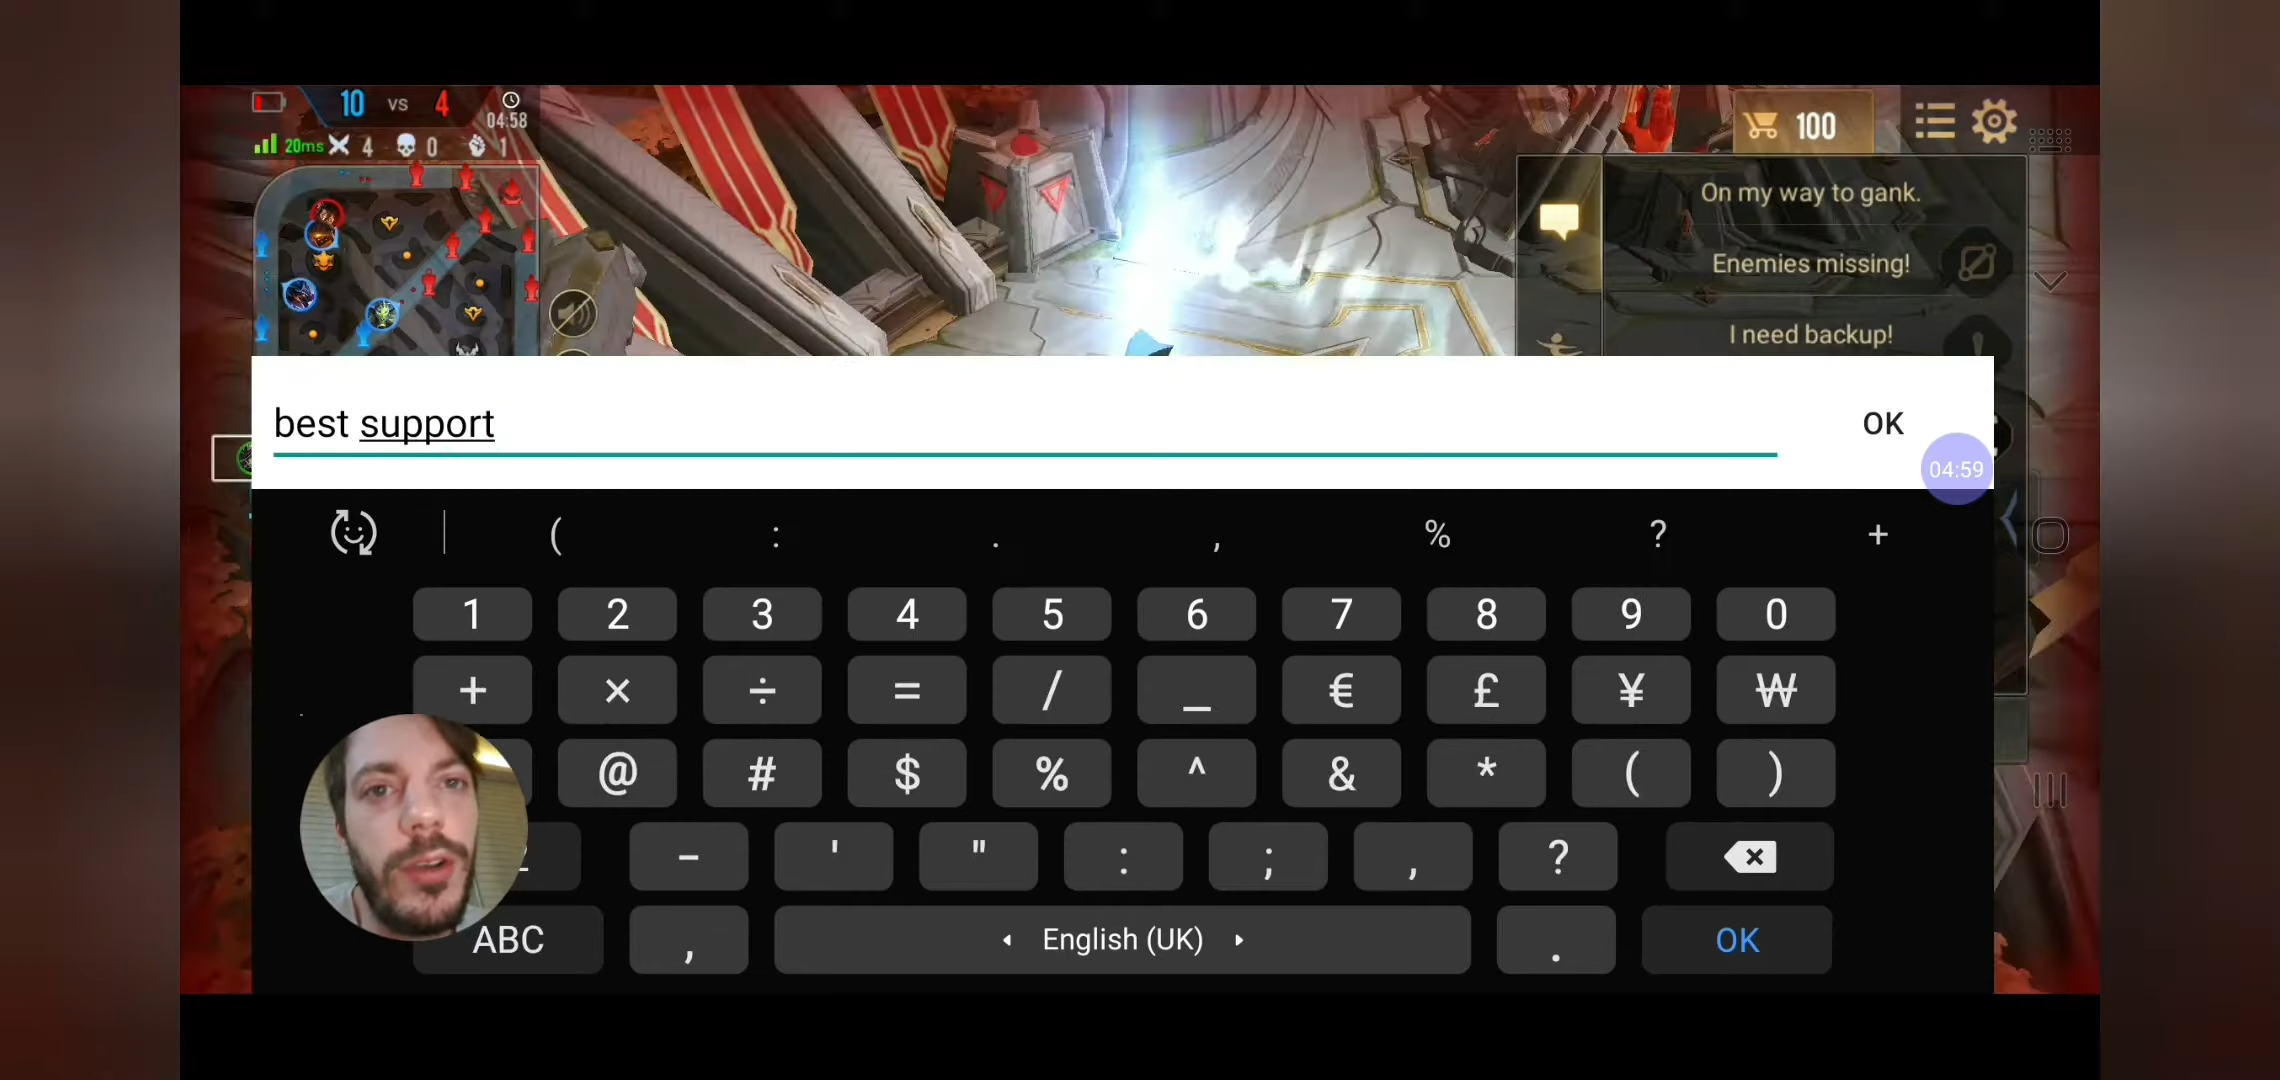 10 vs 4 04:58
20ms 4 0 1
100
On my way to gank.
Enemies missing!
I need backup!
best support OK
04:59
( : . , % ? +
1 2 3 4 5 6 7 8 9 0
+ × ÷ = / _ € £ ¥ ₩
@ # $ % ^ & * ( )
- ' " : ; , ?
ABC , English (UK) . OK